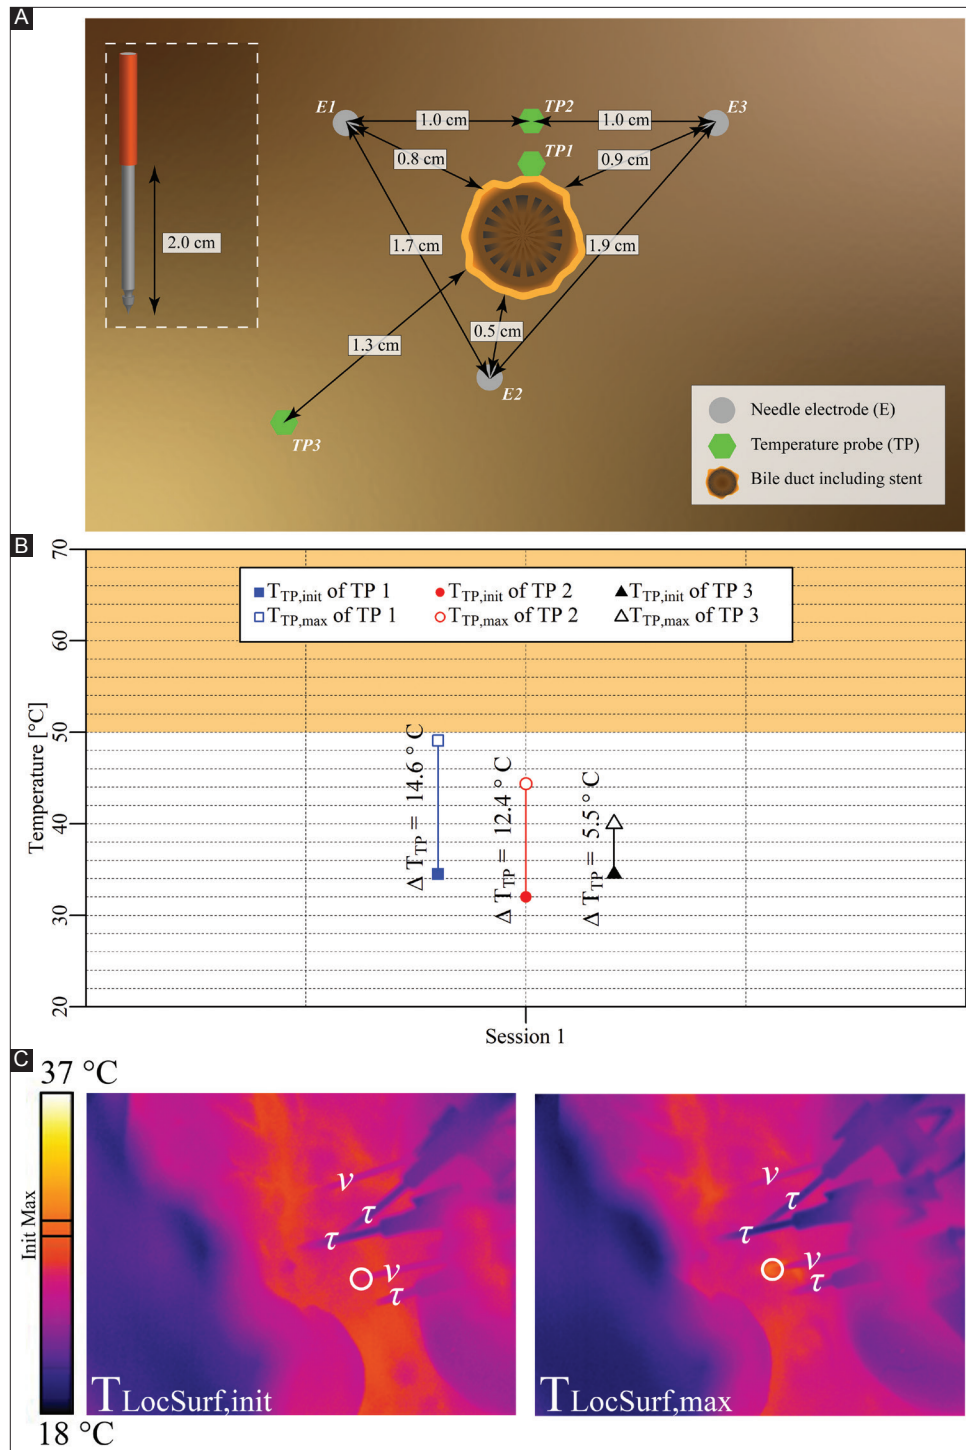 A
E1
TP2
E3
1.0 cm
1.0 cm
TP1
0.8 cm
0.9 cm
2.0 cm
1.7 cm
1.9 cm
0.5 cm
1.3 cm
E2
TP3
Needle electrode (E)
Temperature probe (TP)
Bile duct including stent
B
Temperature [°C]
70
60
50
40
30
20
TTP,init of TP 1
TTP,init of TP 2
TTP,init of TP 3
TTP,max of TP 1
TTP,max of TP 2
TTP,max of TP 3
Δ TTP = 14.6 ° C
Δ TTP = 12.4 ° C
Δ TTP = 5.5 ° C
Session 1
C
37 °C
Init Max
18 °C
ν
τ
τ
ν
τ
TLocSurf,init
ν
τ
τ
ν
τ
TLocSurf,max